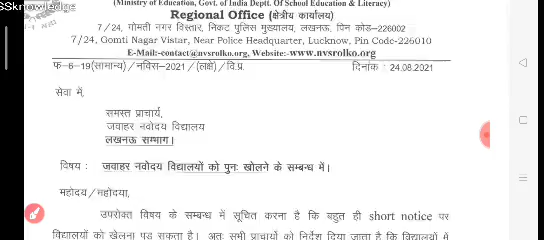 SSknowledge
(Ministry of Education, Govt. of India Deptt. Of School Education & Literacy)
Regional Office (क्षेत्रीय कार्यालय)
7/24, गोमती नगर विस्तार, निकट पुलिस मुख्यालय, लखनऊ, पिन कोड–226002
7/24, Gomti Nagar Vistar, Near Police Headquarter, Lucknow, Pin Code-226010
E-Mail:-contact@nvsrolko.org, Website:-www.nvsrolko.org
फ–6–19(सामान्य)/नविस–2021/(लक्षे)/वि.प्र. दिनांक : 24.08.2021
सेवा में,
समस्त प्राचार्य,
जवाहर नवोदय विद्यालय
लखनऊ सम्भाग।
विषय : जवाहर नवोदय विद्यालयों को पुनः खोलने के सम्बन्ध में।
महोदय/महोदया,
उपरोक्त विषय के सम्बन्ध में सूचित करना है कि बहुत ही short notice पर
विद्यालयों को खोलना पड़ सकता है। अतः सभी प्राचार्यों को निर्देश दिया जाता है कि विद्यालयों में